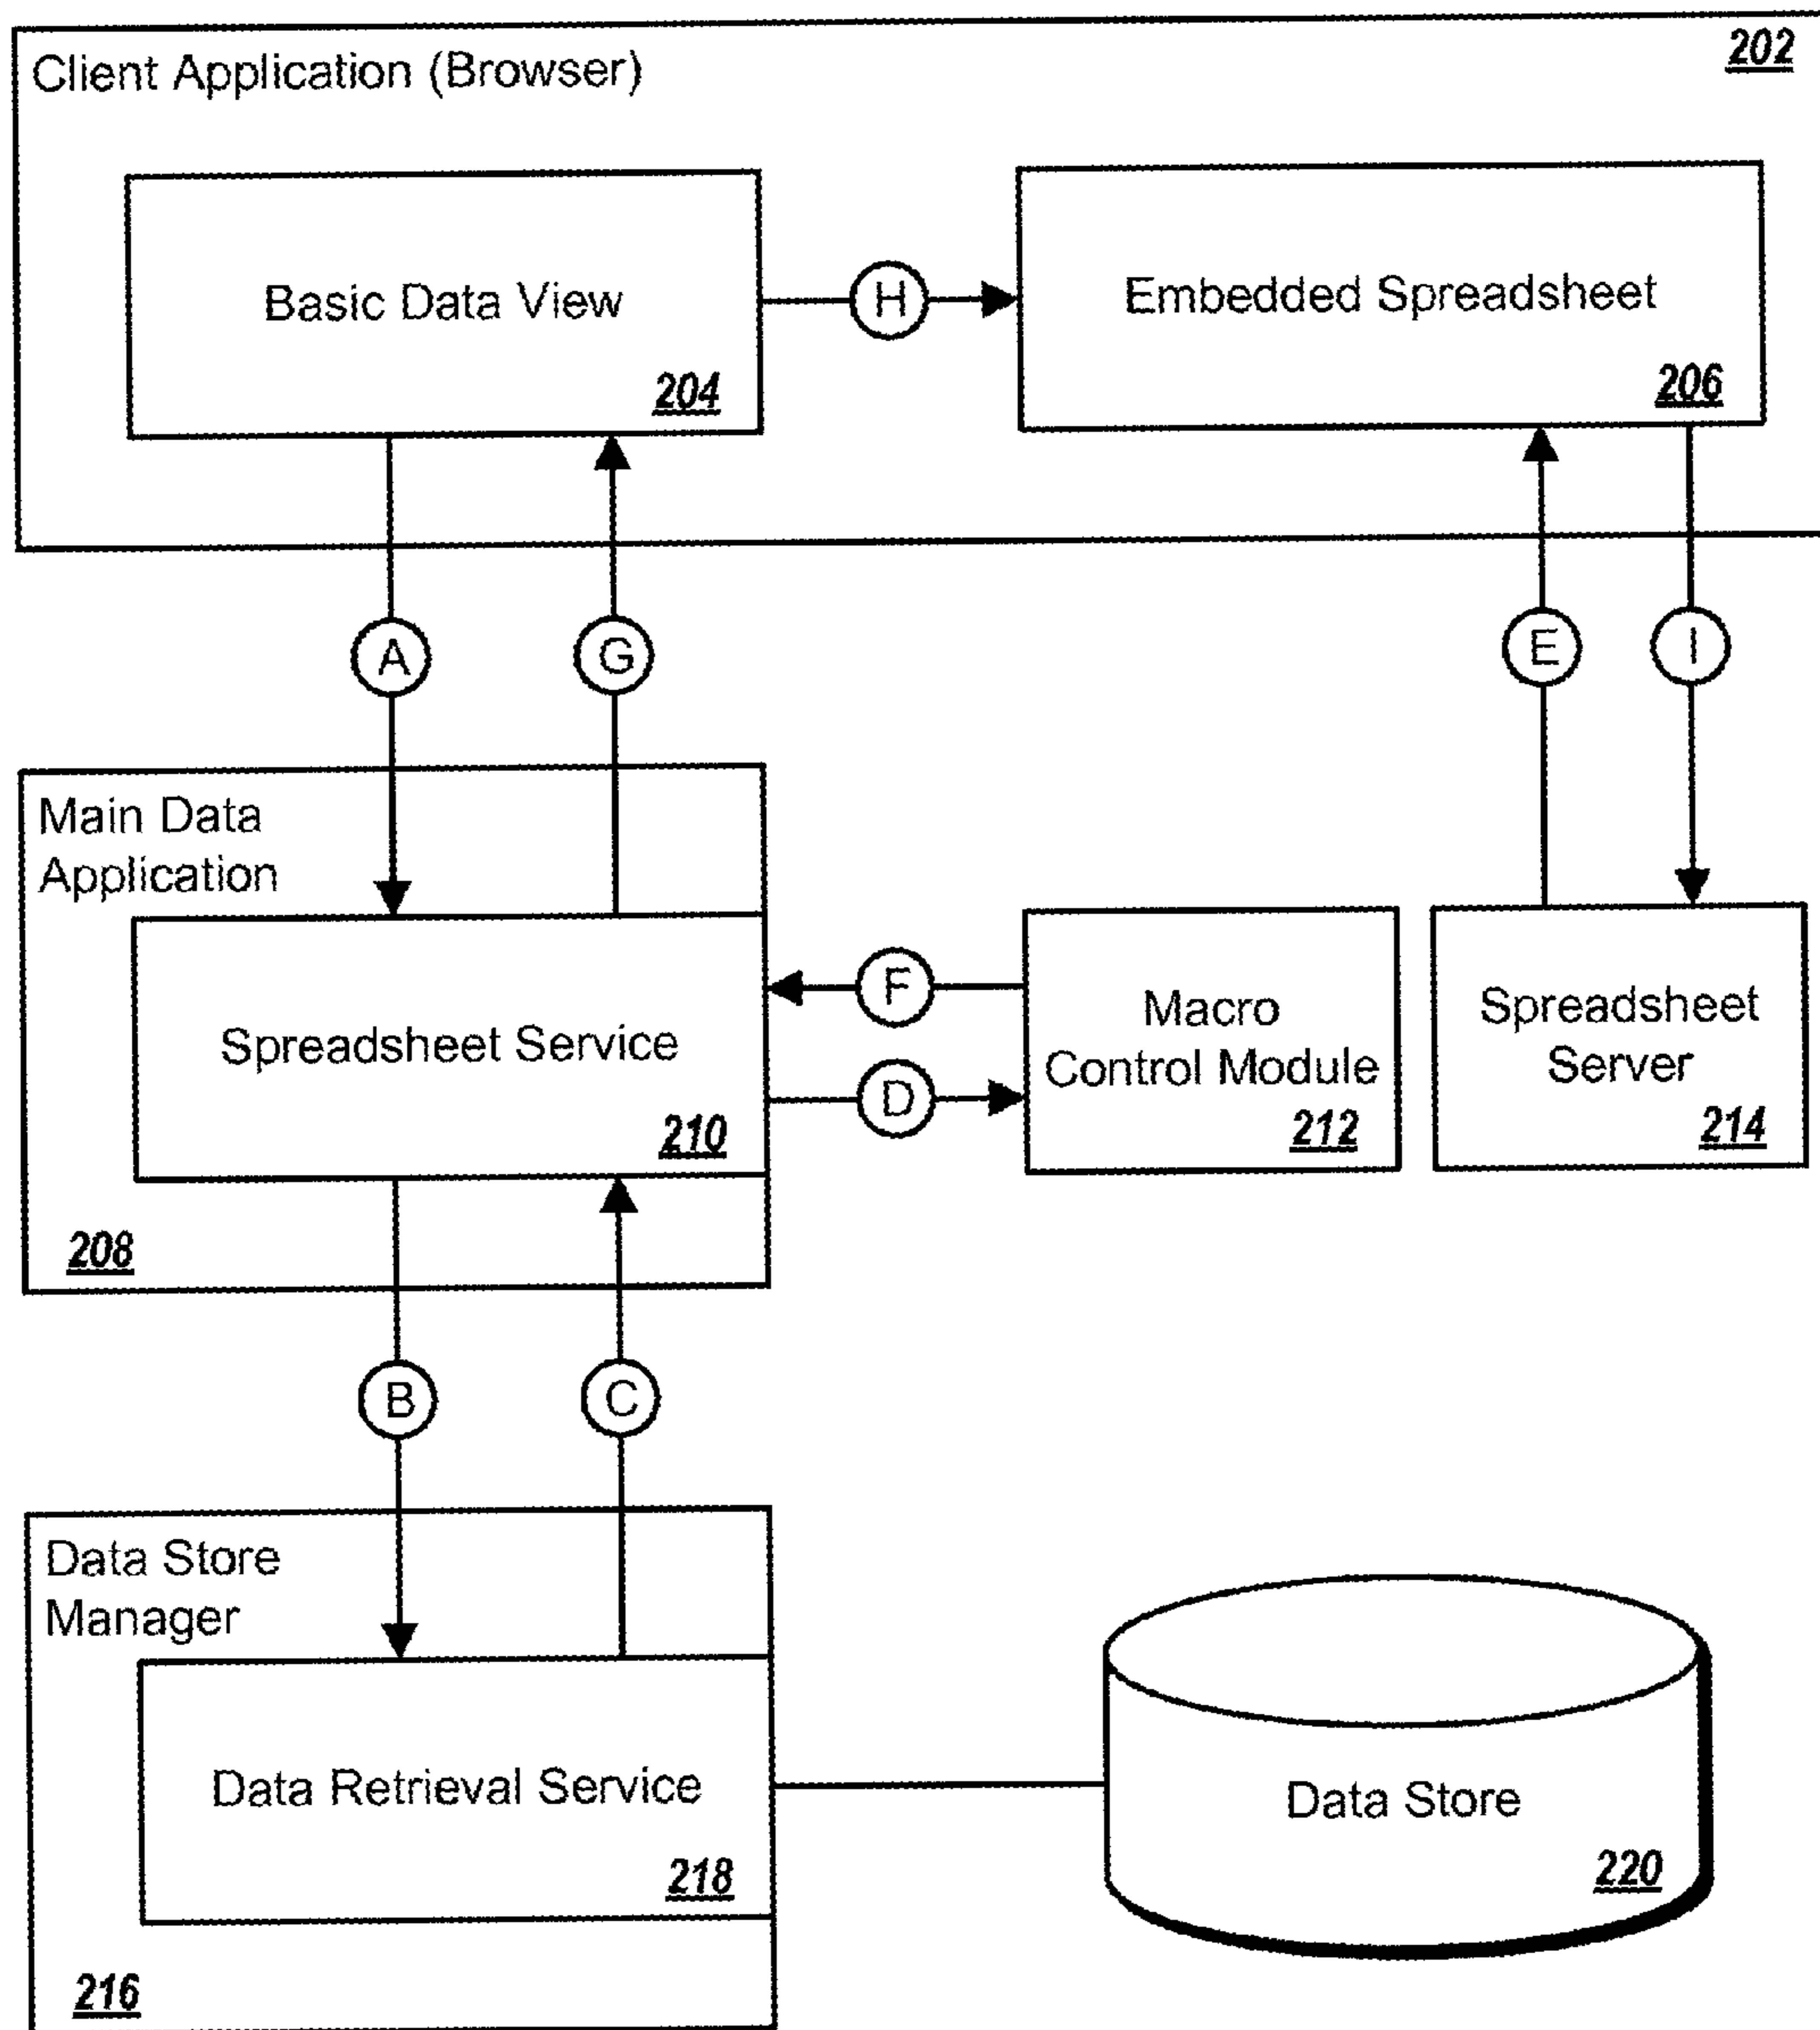 Client Application (Browser)
202
Basic Data View
204
H
Embedded Spreadsheet
206
A
G
E
I
Main Data
Application
Spreadsheet Service
210
208
F
D
Macro
Control Module
212
Spreadsheet
Server
214
B
C
Data Store
Manager
Data Retrieval Service
218
216
Data Store
220